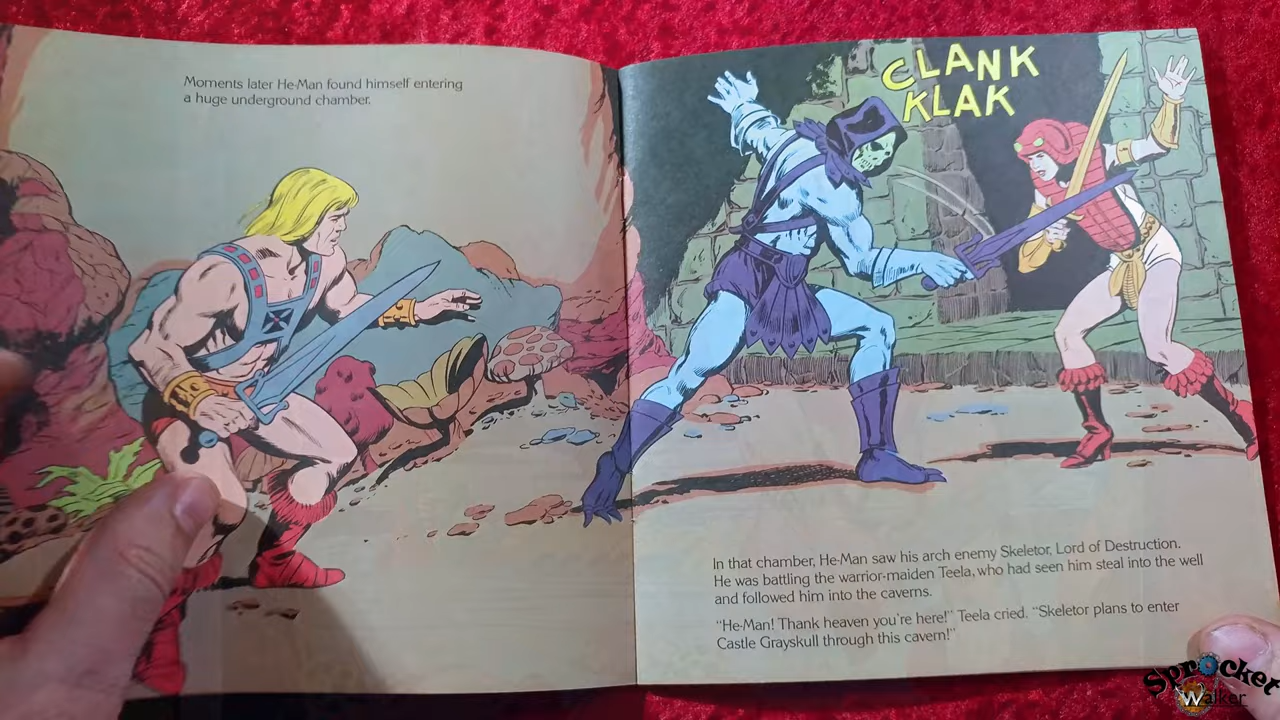 Moments later He-Man found himself entering
a huge underground chamber.
CLANK
KLAK
In that chamber, He-Man saw his arch enemy Skeletor, Lord of Destruction.
He was battling the warrior-maiden Teela, who had seen him steal into the well
and followed him into the caverns.
“He-Man! Thank heaven you're here!” Teela cried. “Skeletor plans to enter
Castle Grayskull through this cavern!”
Sprocket
Walker